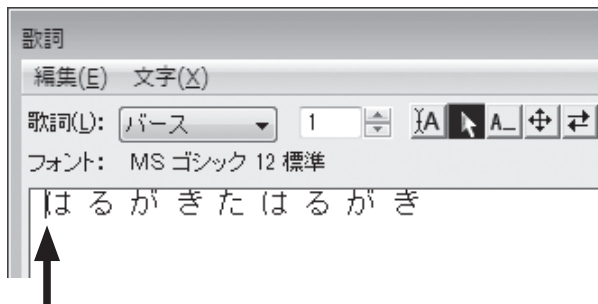 歌詞
編集(E) 文字(X)
歌詞(L): バース 1 A A_
フォント: MS ゴシック 12 標準
は る が き た は る が き